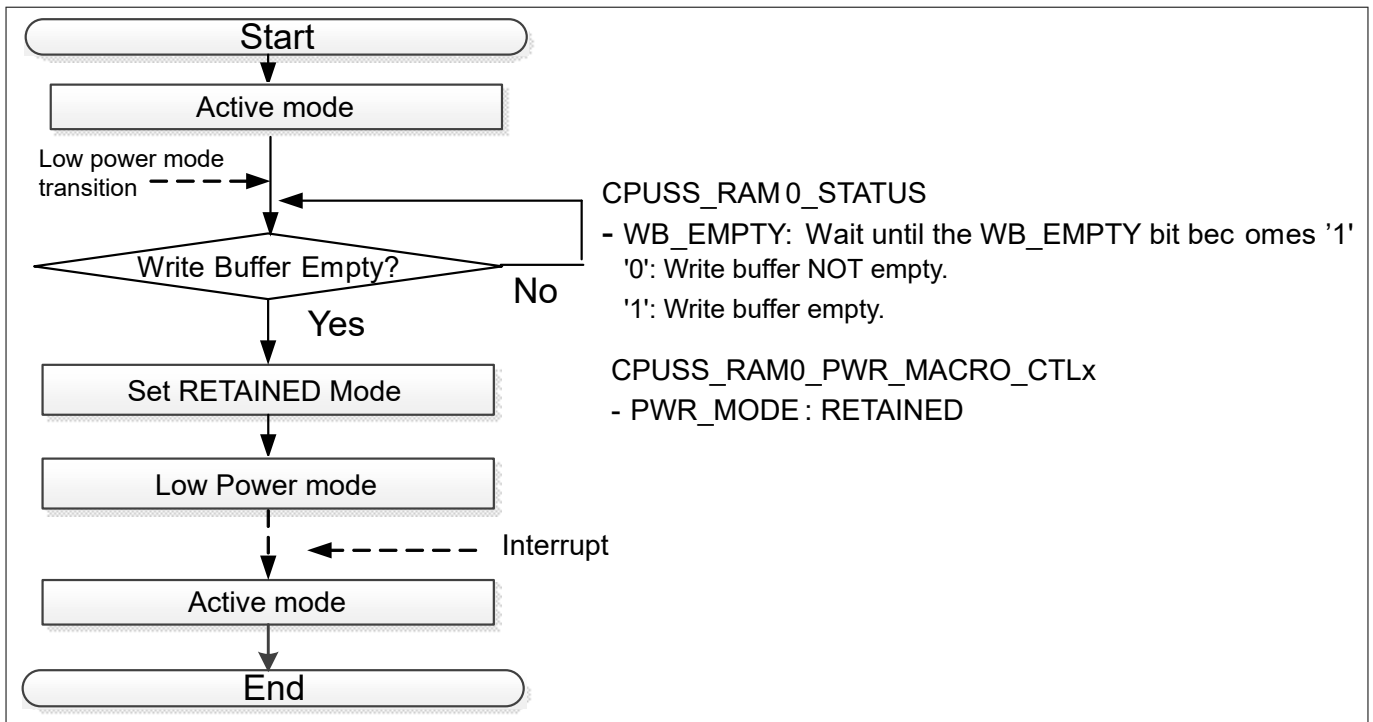 Start
Active mode
Low power mode
transition
CPUSS_RAM 0_STATUS
- WB_EMPTY: Wait until the WB_EMPTY bit bec omes ’1'
'0': Write buffer NOT empty.
'1': Write buffer empty.
Write Buffer Empty?
No
Yes
Set RETAINED Mode
CPUSS_RAM0_PWR_MACRO_CTLx
- PWR_MODE : RETAINED
Low Power mode
Interrupt
Active mode
End